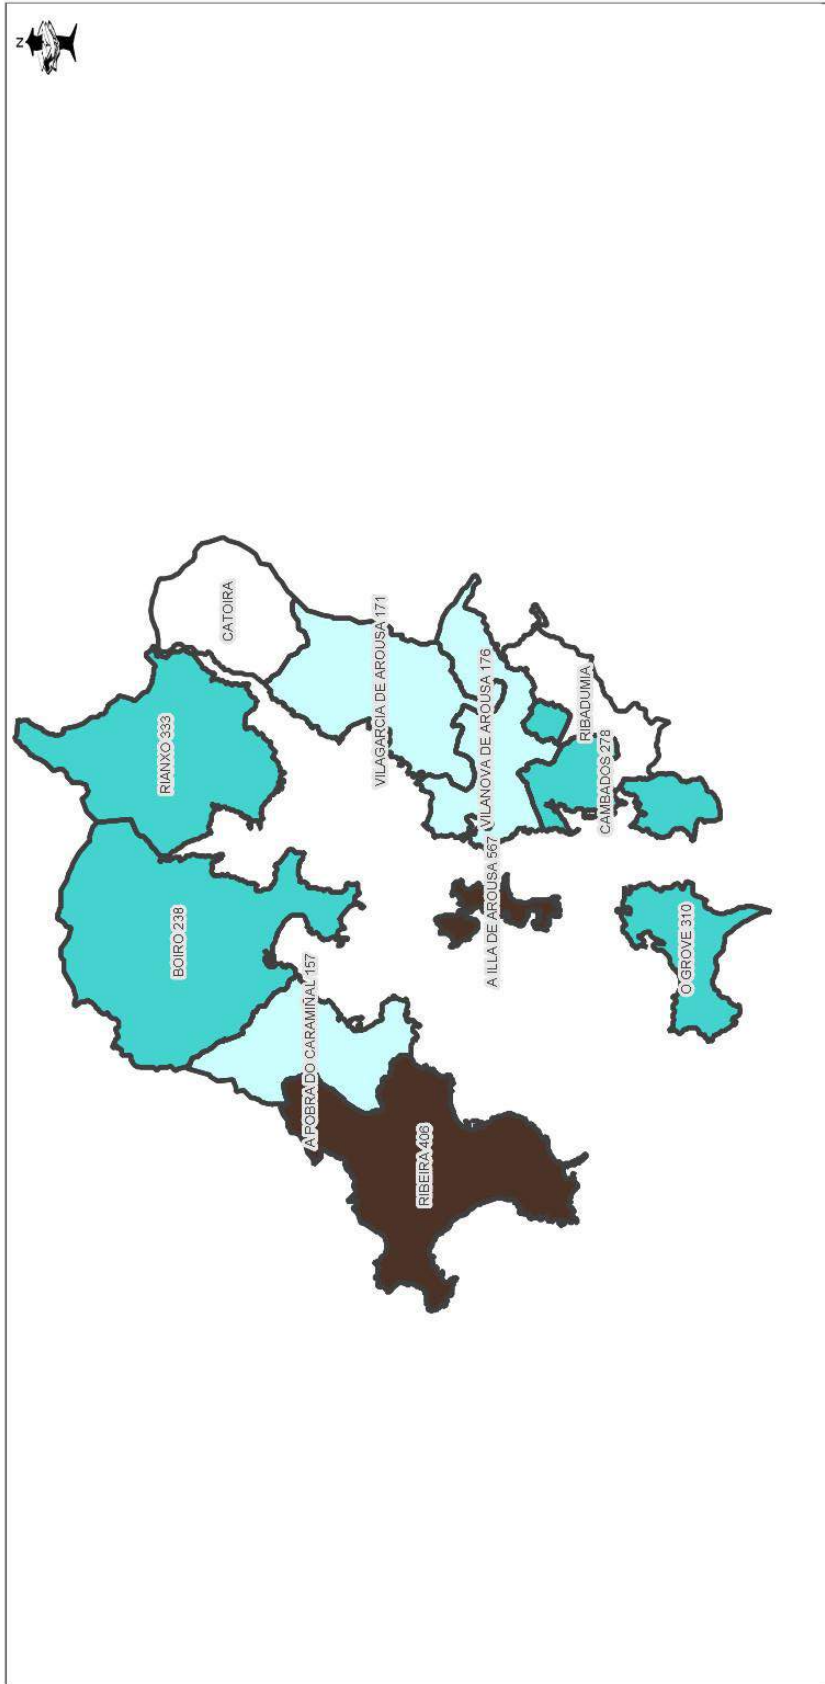 Z
CATOIRA
RIANXO 333
VILAGARCIA DE AROUSA 171
VILANOVA DE AROUSA 176
RIBADUMIA
CAMBADOS 278
BOIRO 238
A ILLA DE AROUSA 567
O GROVE 310
A POBRA DO CARAMIÑAL 157
RIBEIRA 406